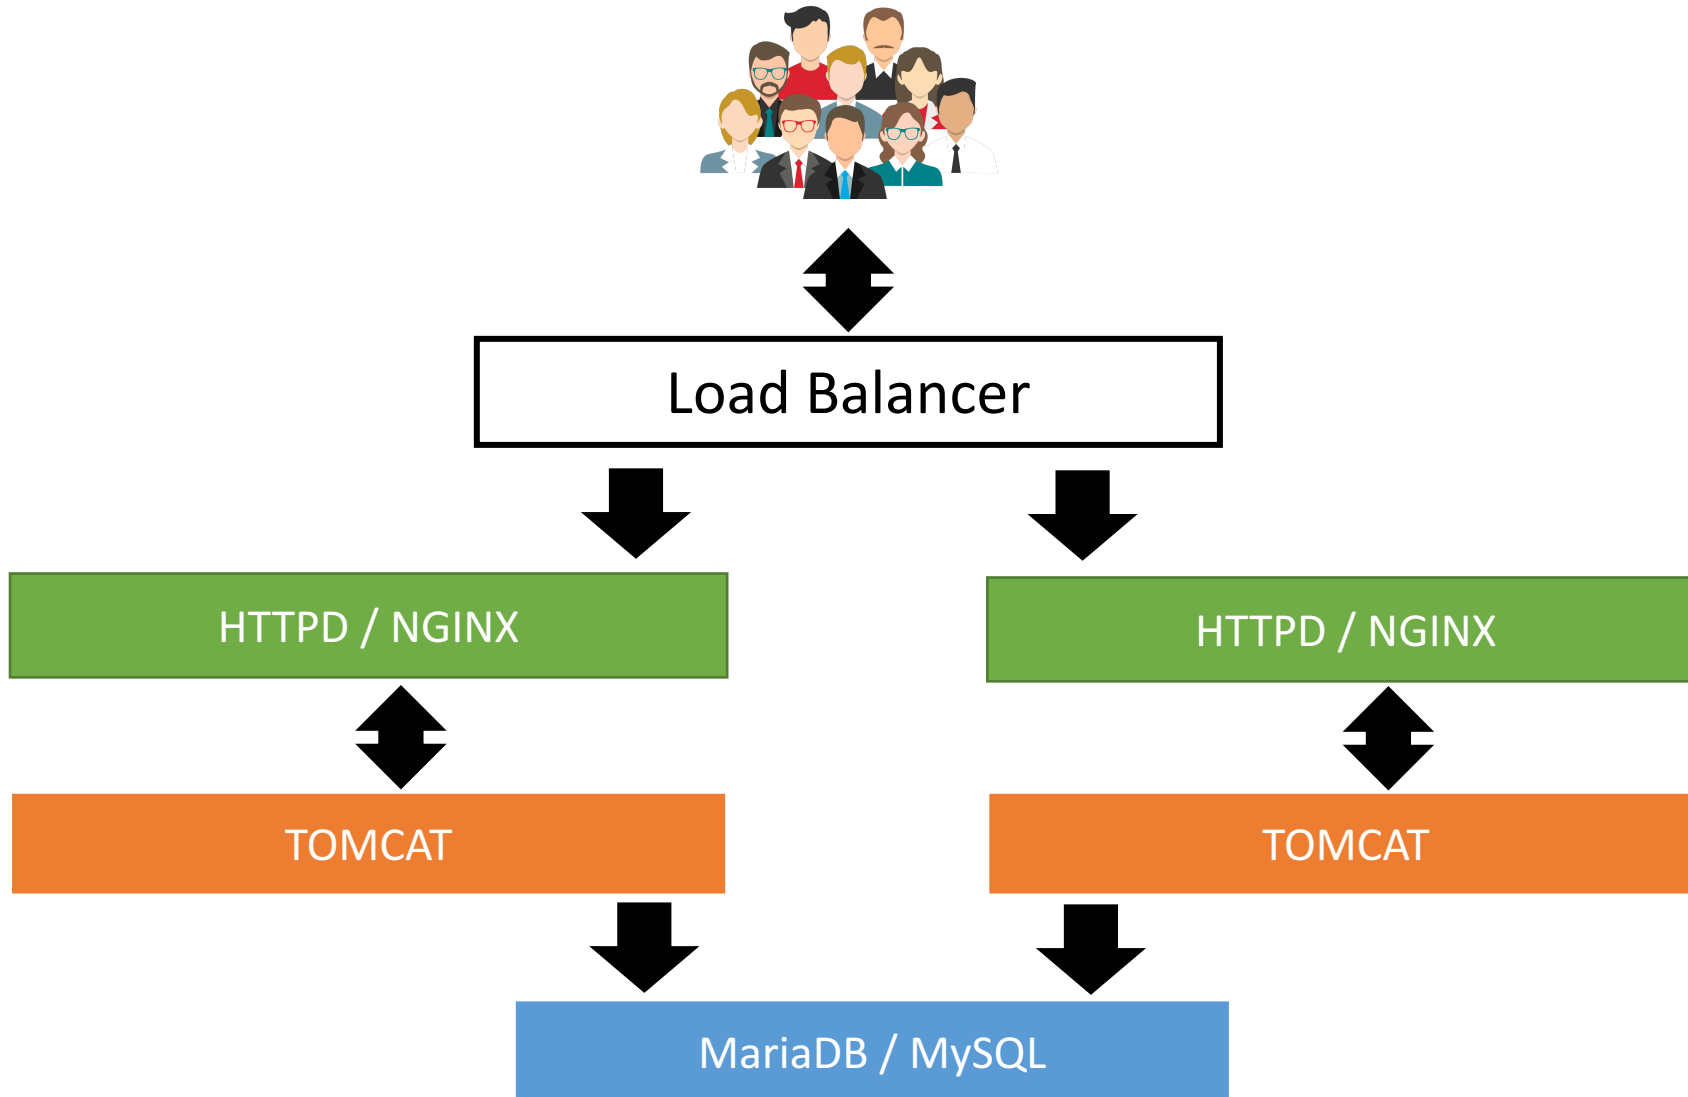 Load Balancer
HTTPD / NGINX
HTTPD / NGINX
TOMCAT
TOMCAT
MariaDB / MySQL